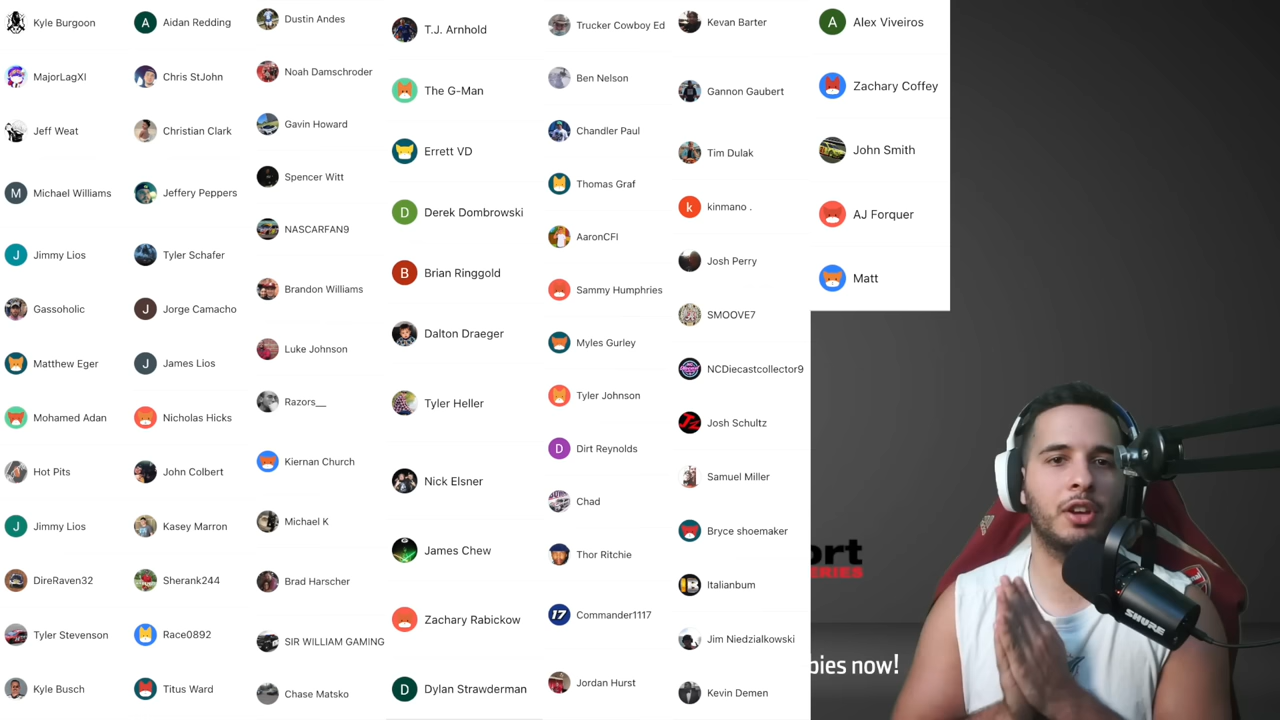 Kyle Burgoon
MajorLagXI
Jeff Weat
M Michael Williams
J Jimmy Lios
Gassoholic
Matthew Eger
Mohamed Adan
Hot Pits
J Jimmy Lios
DireRaven32
Tyler Stevenson
Kyle Busch
A Aidan Redding
Chris StJohn
Christian Clark
Jeffery Peppers
Tyler Schafer
J Jorge Camacho
J James Lios
Nicholas Hicks
John Colbert
Kasey Marron
Sherank244
Race0892
Titus Ward
Dustin Andes
Noah Damschroder
Gavin Howard
Spencer Witt
NASCARFAN9
Brandon Williams
Luke Johnson
Razors__
Kiernan Church
Michael K
Brad Harscher
SIR WILLIAM GAMING
Chase Matsko
T.J. Arnhold
The G-Man
Errett VD
D Derek Dombrowski
B Brian Ringgold
Dalton Draeger
Tyler Heller
Nick Elsner
James Chew
Zachary Rabickow
D Dylan Strawderman
Trucker Cowboy Ed
Ben Nelson
Chandler Paul
Thomas Graf
AaronCFI
Sammy Humphries
Myles Gurley
Tyler Johnson
D Dirt Reynolds
Chad
Thor Ritchie
17 Commander1117
Jordan Hurst
Kevan Barter
Gannon Gaubert
Tim Dulak
k kinmano .
Josh Perry
SMOOVE7
NCDiecastcollector9
Josh Schultz
Samuel Miller
Bryce shoemaker
Italianbum
Jim Niedzialkowski
Kevin Demen
A Alex Viveiros
Zachary Coffey
John Smith
AJ Forquer
Matt
ort
ERIES
bies now!
SHURE